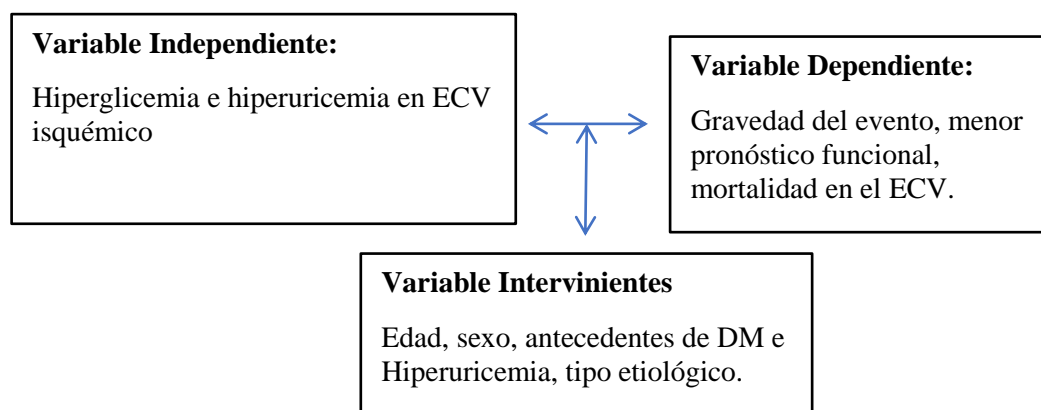 Variable Independiente:
Hiperglicemia e hiperuricemia en ECV
isquémico
Variable Dependiente:
Gravedad del evento, menor
pronóstico funcional,
mortalidad en el ECV.
Variable Intervinientes
Edad, sexo, antecedentes de DM e
Hiperuricemia, tipo etiológico.